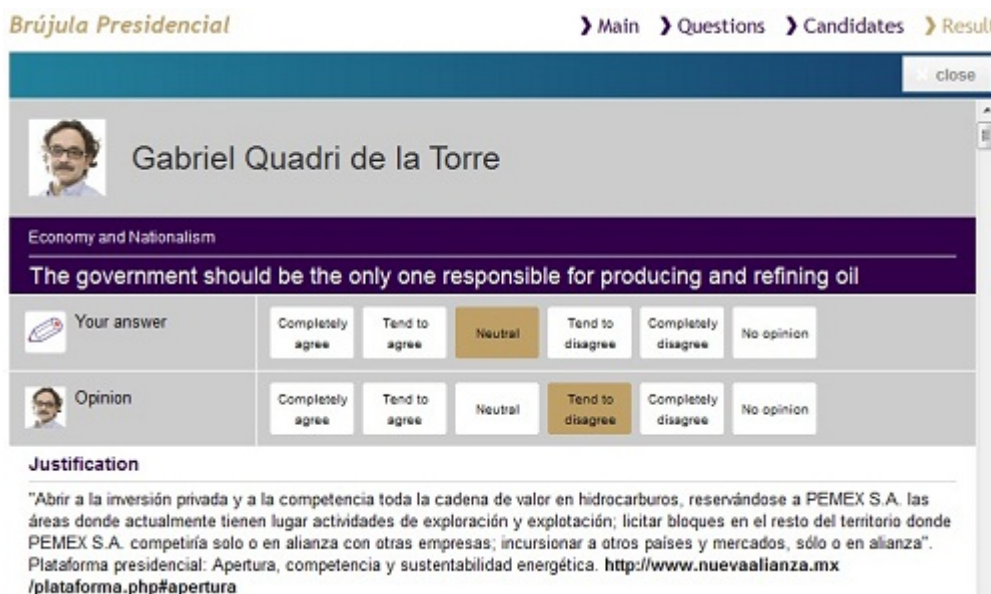 Brújula Presidencial
Main Questions Candidates Result
close
Gabriel Quadri de la Torre
Economy and Nationalism
The government should be the only one responsible for producing and refining oil
Your answer
Completely agree
Tend to agree
Neutral
Tend to disagree
Completely disagree
No opinion
Opinion
Completely agree
Tend to agree
Neutral
Tend to disagree
Completely disagree
No opinion
Justification
"Abrir a la inversión privada y a la competencia toda la cadena de valor en hidrocarburos, reservándose a PEMEX S.A. las
áreas donde actualmente tienen lugar actividades de exploración y explotación; licitar bloques en el resto del territorio donde
PEMEX S.A. competiría solo o en alianza con otras empresas; incursionar a otros países y mercados, sólo o en alianza".
Plataforma presidencial: Apertura, competencia y sustentabilidad energética. http://www.nuevaalianza.mx
/plataforma.php#apertura